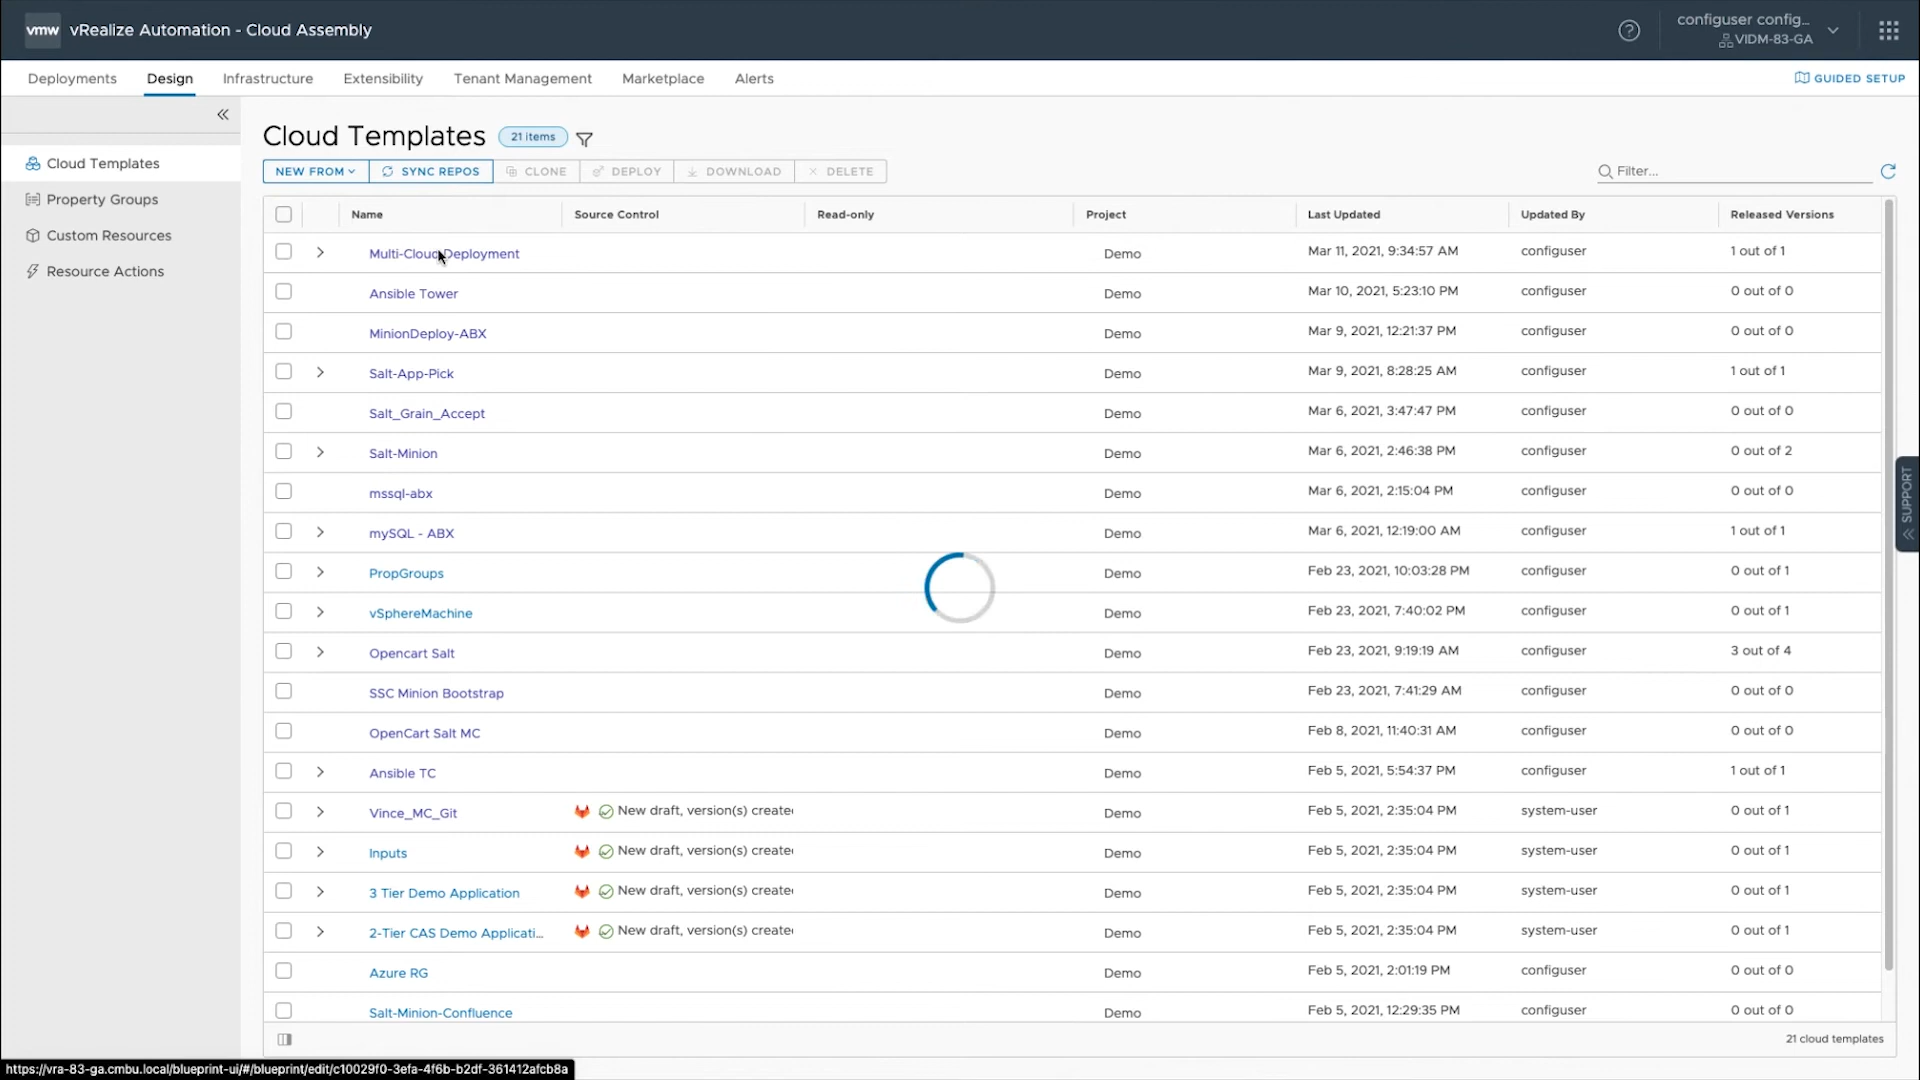 vmw vRealize Automation - Cloud Assembly
configuser config...
VIDM-83-GA
Deployments Design Infrastructure Extensibility Tenant Management Marketplace Alerts GUIDED SETUP
Cloud Templates
Property Groups
Custom Resources
Resource Actions
Cloud Templates 21 items
NEW FROM SYNC REPOS CLONE DEPLOY DOWNLOAD DELETE Filter...
Name Source Control Read-only Project Last Updated Updated By Released Versions
Multi-Cloud Deployment Demo Mar 11, 2021, 9:34:57 AM configuser 1 out of 1
Ansible Tower Demo Mar 10, 2021, 5:23:10 PM configuser 0 out of 0
MinionDeploy-ABX Demo Mar 9, 2021, 12:21:37 PM configuser 0 out of 0
Salt-App-Pick Demo Mar 9, 2021, 8:28:25 AM configuser 1 out of 1
Salt_Grain_Accept Demo Mar 6, 2021, 3:47:47 PM configuser 0 out of 0
Salt-Minion Demo Mar 6, 2021, 2:46:38 PM configuser 0 out of 2
mssql-abx Demo Mar 6, 2021, 2:15:04 PM configuser 0 out of 0
mySQL - ABX Demo Mar 6, 2021, 12:19:00 AM configuser 1 out of 1
PropGroups Demo Feb 23, 2021, 10:03:28 PM configuser 0 out of 1
vSphereMachine Demo Feb 23, 2021, 7:40:02 PM configuser 0 out of 1
Opencart Salt Demo Feb 23, 2021, 9:19:19 AM configuser 3 out of 4
SSC Minion Bootstrap Demo Feb 23, 2021, 7:41:29 AM configuser 0 out of 0
OpenCart Salt MC Demo Feb 8, 2021, 11:40:31 AM configuser 0 out of 0
Ansible TC Demo Feb 5, 2021, 5:54:37 PM configuser 1 out of 1
Vince_MC_Git New draft, version(s) created Demo Feb 5, 2021, 2:35:04 PM system-user 0 out of 1
Inputs New draft, version(s) created Demo Feb 5, 2021, 2:35:04 PM system-user 0 out of 1
3 Tier Demo Application New draft, version(s) created Demo Feb 5, 2021, 2:35:04 PM system-user 0 out of 1
2-Tier CAS Demo Applicati... New draft, version(s) created Demo Feb 5, 2021, 2:35:04 PM system-user 0 out of 1
Azure RG Demo Feb 5, 2021, 2:01:19 PM configuser 0 out of 0
Salt-Minion-Confluence Demo Feb 5, 2021, 12:29:35 PM configuser 0 out of 0
21 cloud templates
SUPPORT
https://vra-83-ga.cmbu.local/blueprint-ui/#/blueprint/edit/c10029f0-3efa-4f6b-b2df-361412afcb8a